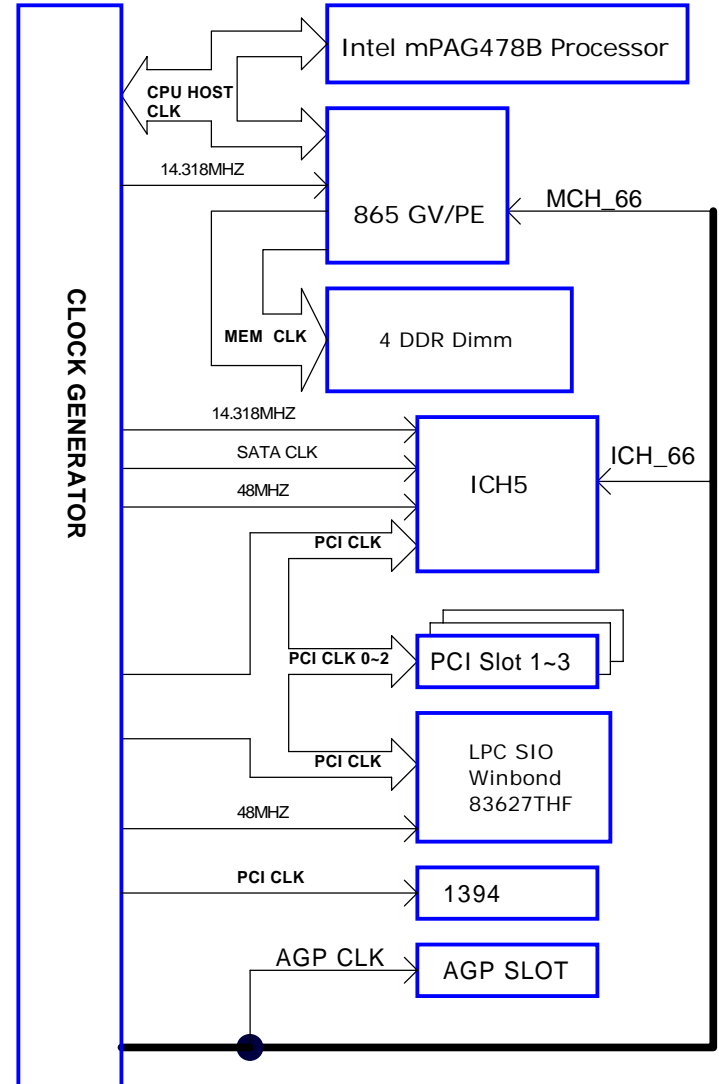 Intel mPAG478B Processor
CPU HOST
CLK
14.318MHZ
865 GV/PE
MCH_66
CLOCK GENERATOR
MEM CLK
4 DDR Dimm
14.318MHZ
SATA CLK
48MHZ
ICH5
ICH_66
PCI CLK
PCI CLK 0~2
PCI Slot 1~3
PCI CLK
LPC SIO
Winbond
83627THF
48MHZ
PCI CLK
1394
AGP CLK
AGP SLOT